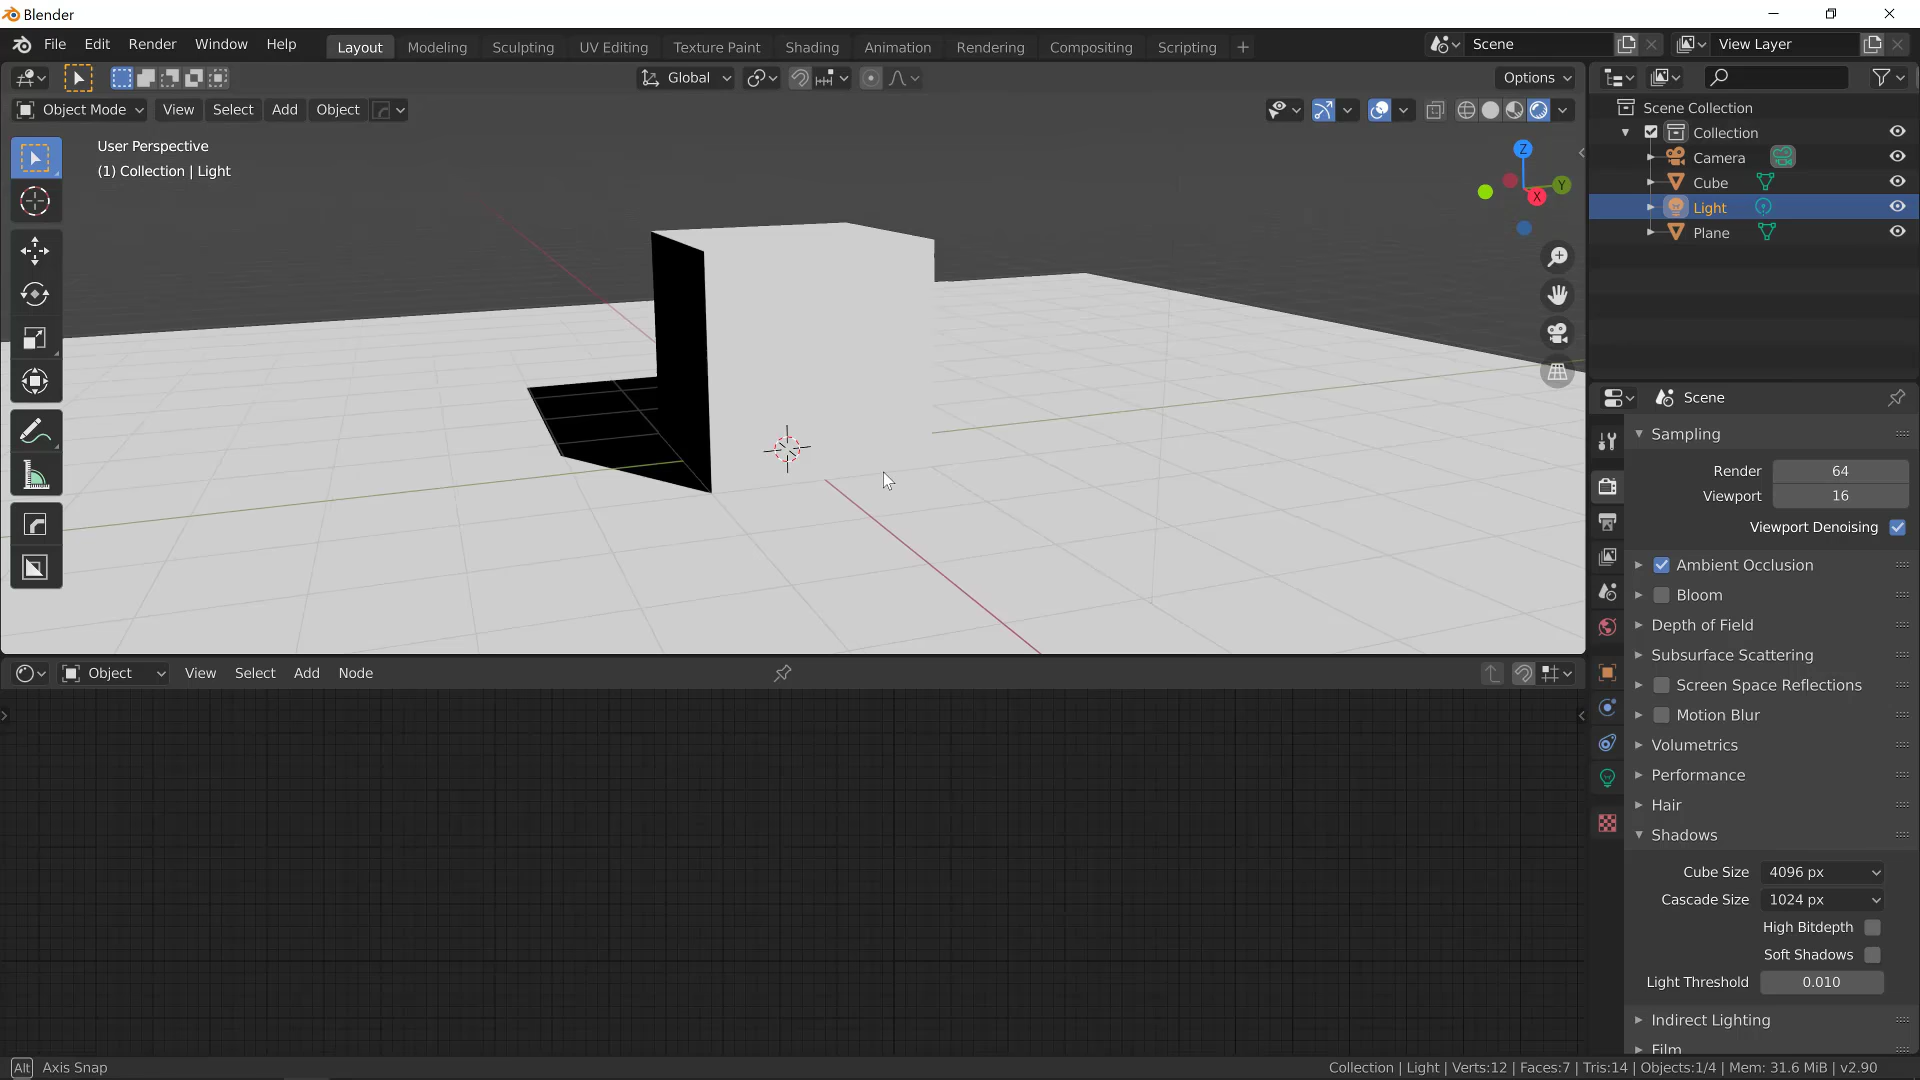 Blender
File Edit Render Window Help Layout Modeling Sculpting UV Editing Texture Paint Shading Animation Rendering Compositing Scripting + Scene View Layer
Global Options
Object Mode View Select Add Object
User Perspective
(1) Collection | Light
Z
Y
X
Scene Collection
Collection
Camera
Cube
Light
Plane
Scene
Sampling
Render 64
Viewport 16
Viewport Denoising
Ambient Occlusion
Bloom
Depth of Field
Subsurface Scattering
Screen Space Reflections
Motion Blur
Volumetrics
Performance
Hair
Shadows
Cube Size 4096 px
Cascade Size 1024 px
High Bitdepth
Soft Shadows
Light Threshold 0.010
Indirect Lighting
Film
Object View Select Add Node
Alt Axis Snap
Collection | Light | Verts:12 | Faces:7 | Tris:14 | Objects:1/4 | Mem: 31.6 MiB | v2.90